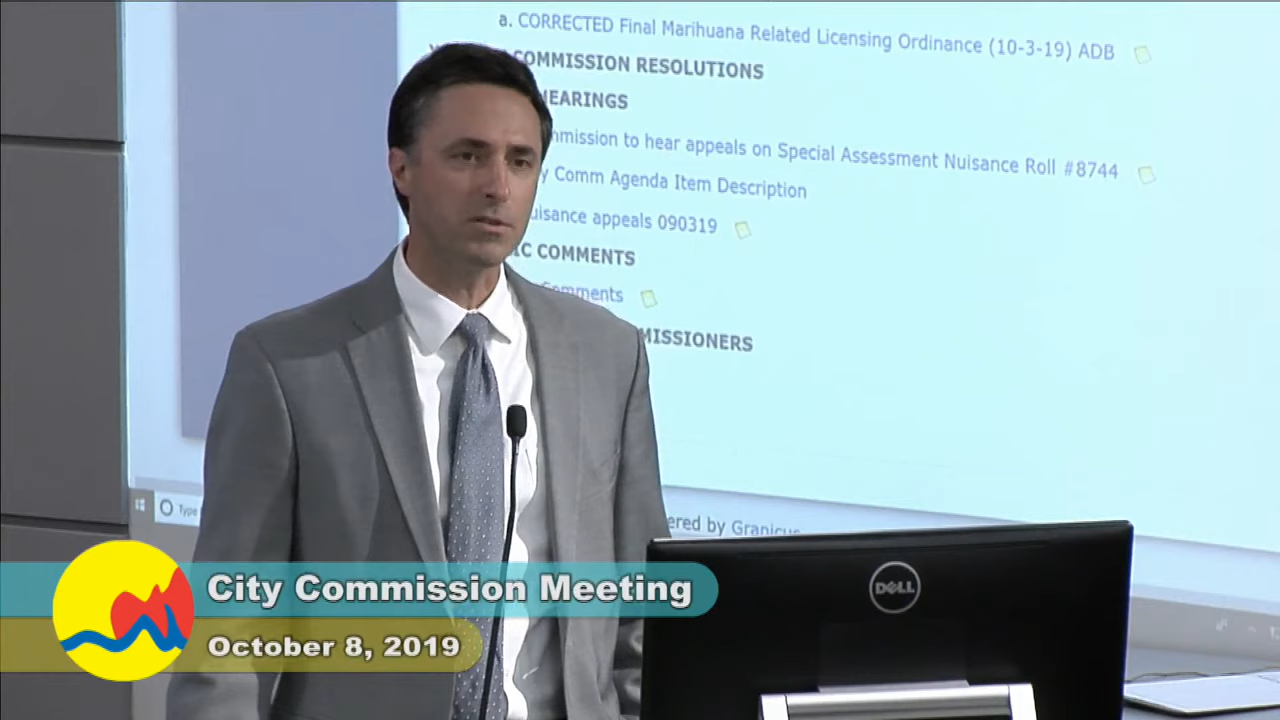 a. CORRECTED Final Marihuana Related Licensing Ordinance (10-3-19) ADB
COMMISSION RESOLUTIONS
HEARINGS
mmission to hear appeals on Special Assessment Nuisance Roll #8744
y Comm Agenda Item Description
uisance appeals 090319
IC COMMENTS
Comments
MISSIONERS
Type
ered by Granicus
DELL
City Commission Meeting
October 8, 2019